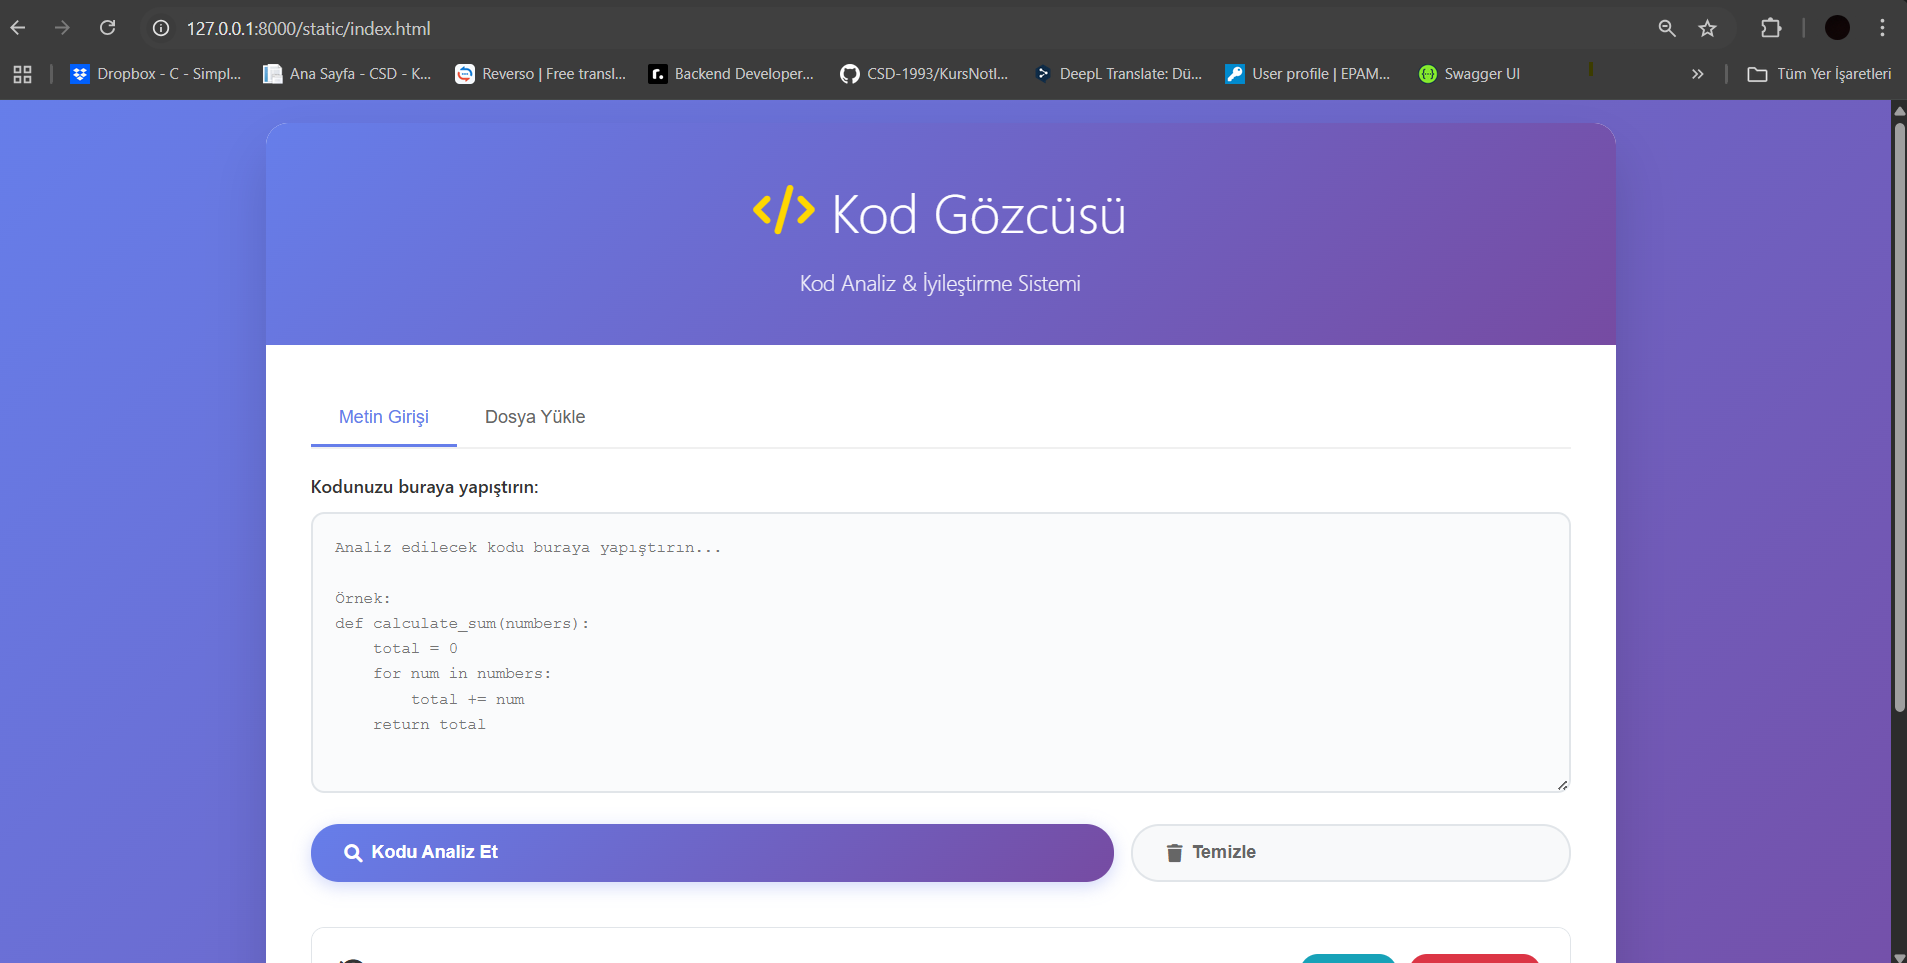 127.0.0.1:8000/static/index.html
Dropbox - C - Simpl... Ana Sayfa - CSD - K... Reverso | Free transl... Backend Developer... CSD-1993/KursNotl... DeepL Translate: Dü... User profile | EPAM... Swagger UI » Tüm Yer İşaretleri
</> Kod Gözcüsü
Kod Analiz & İyileştirme Sistemi
Metin Girişi Dosya Yükle
Kodunuzu buraya yapıştırın:
Analiz edilecek kodu buraya yapıştırın...
Örnek:
def calculate_sum(numbers):
    total = 0
    for num in numbers:
        total += num
    return total
Kodu Analiz Et Temizle